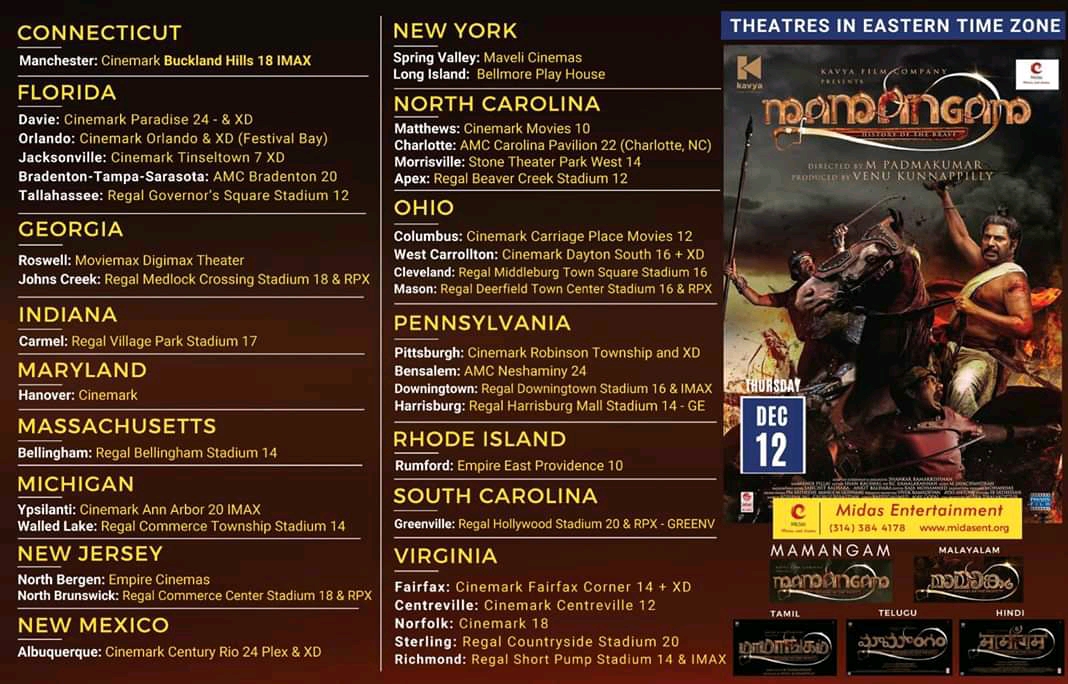 CONNECTICUT
Manchester: Cinemark Buckland Hills 18 IMAX
FLORIDA
Davie: Cinemark Paradise 24 - & XD
Orlando: Cinemark Orlando & XD (Festival Bay)
Jacksonville: Cinemark Tinseltown 7 XD
Bradenton-Tampa-Sarasota: AMC Bradenton 20
Tallahassee: Regal Governor's Square Stadium 12
GEORGIA
Roswell: Moviemax Digimax Theater
Johns Creek: Regal Medlock Crossing Stadium 18 & RPX
INDIANA
Carmel: Regal Village Park Stadium 17
MARYLAND
Hanover: Cinemark
MASSACHUSETTS
Bellingham: Regal Bellingham Stadium 14
MICHIGAN
Ypsilanti: Cinemark Ann Arbor 20 IMAX
Walled Lake: Regal Commerce Township Stadium 14
NEW JERSEY
North Bergen: Empire Cinemas
North Brunswick: Regal Commerce Center Stadium 18 & RPX
NEW MEXICO
Albuquerque: Cinemark Century Rio 24 Plex & XD
NEW YORK
Spring Valley: Maveli Cinemas
Long Island: Bellmore Play House
NORTH CAROLINA
Matthews: Cinemark Movies 10
Charlotte: AMC Carolina Pavilion 22 (Charlotte, NC)
Morrisville: Stone Theater Park West 14
Apex: Regal Beaver Creek Stadium 12
OHIO
Columbus: Cinemark Carriage Place Movies 12
West Carrollton: Cinemark Dayton South 16 + XD
Cleveland: Regal Middleburg Town Square Stadium 16
Mason: Regal Deerfield Town Center Stadium 16 & RPX
PENNSYLVANIA
Pittsburgh: Cinemark Robinson Township and XD
Bensalem: AMC Neshaminy 24
Downingtown: Regal Downingtown Stadium 16 & IMAX
Harrisburg: Regal Harrisburg Mall Stadium 14 - GE
RHODE ISLAND
Rumford: Empire East Providence 10
SOUTH CAROLINA
Greenville: Regal Hollywood Stadium 20 & RPX - GREENV
VIRGINIA
Fairfax: Cinemark Fairfax Corner 14 + XD
Centreville: Cinemark Centreville 12
Norfolk: Cinemark 18
Sterling: Regal Countryside Stadium 20
Richmond: Regal Short Pump Stadium 14 & IMAX
THEATRES IN EASTERN TIME ZONE
kavya
KAVYA FILM COMPANY
PRESENTS
HISTORY OF THE BRAVE
DIRECTED BY M PADMAKUMAR
PRODUCED BY VENU KUNNAPPILLY
THURSDAY
DEC
12
Midas Entertainment
(314) 384 4178 www.midasent.org
MAMANGAM
MALAYALAM
മാമാങ്കം
TAMIL
TELUGU
HINDI
மாமாங்கம்